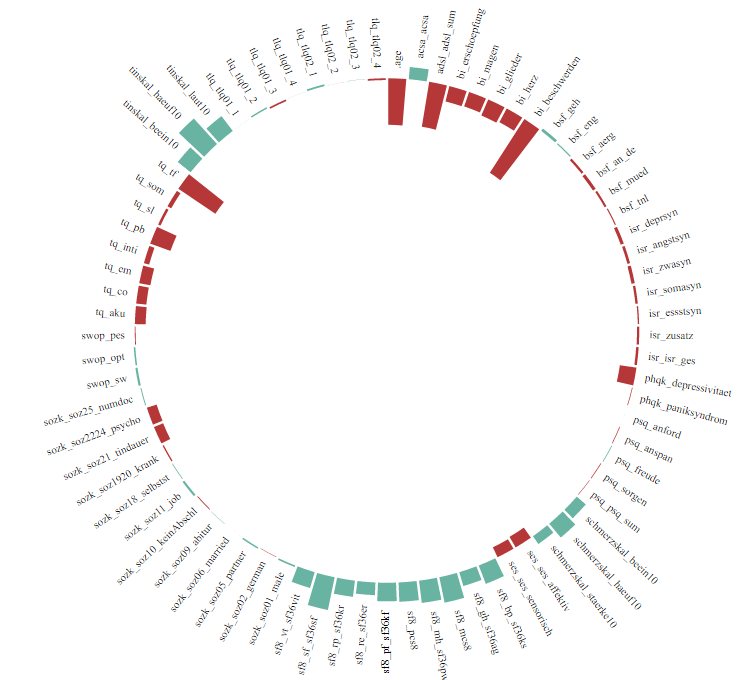 .age
acsa_acsa
adsl_adsl_sum
bi_erschoepfung
bi_magen
bi_glieder
bi_herz
bi_beschwerden
bsf_geh
bsf_eng
bsf_aerg
bsf_an_de
bsf_mued
bsf_tnl
isr_deprsyn
isr_angstsyn
isr_zwasyn
isr_somasyn
isr_essstsyn
isr_zusatz
isr_isr_ges
phqk_depressivitaet
phqk_paniksyndrom
psq_anford
psq_anspan
psq_freude
psq_sorgen
psq_psq_sum
schmerzskal_beein10
schmerzskal_haeuf10
schmerzskal_staerke10
ses_ses_affektiv
ses_ses_sensorisch
sf8_bp_sf36ks
sf8_gh_sf36ag
sf8_mcs8
sf8_mh_sf36pw
sf8_pcs8
sf8_pf_sf36kf
sf8_re_sf36er
sf8_rp_sf36kr
sf8_sf_sf36sf
sf8_vt_sf36vit
sozk_soz01_male
sozk_soz02_german
sozk_soz05_partner
sozk_soz06_married
sozk_soz09_abitur
sozk_soz10_keinAbschl
sozk_soz11_job
sozk_soz18_selbstst
sozk_soz1920_krank
sozk_soz21_tindauer
sozk_soz2224_psycho
sozk_soz25_numdoc
swop_sw
swop_opt
swop_pes
tq_aku
tq_co
tq_em
tq_inti
tq_pb
tq_sl
tq_som
tq_tf
tinskal_beein10
tinskal_haeuf10
tinskal_laut10
tlq_tlq01_1
tlq_tlq01_2
tlq_tlq01_3
tlq_tlq01_4
tlq_tlq02_1
tlq_tlq02_2
tlq_tlq02_3
tlq_tlq02_4